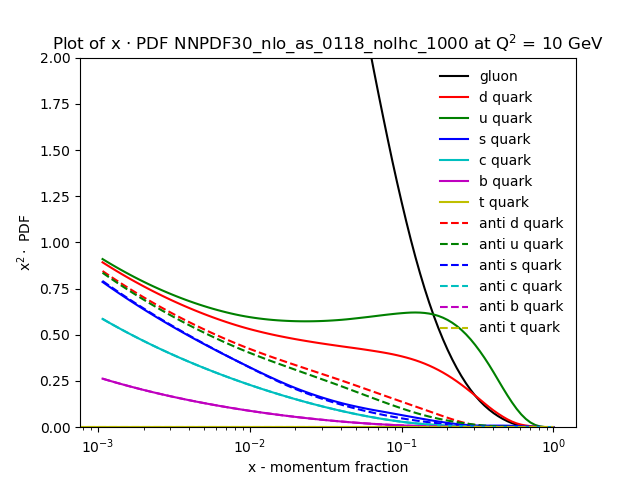 Plot of x · PDF NNPDF30_nlo_as_0118_nolhc_1000 at Q² = 10 GeV
x² · PDF
2.00
1.75
1.50
1.25
1.00
0.75
0.50
0.25
0.00
gluon
d quark
u quark
s quark
c quark
b quark
t quark
anti d quark
anti u quark
anti s quark
anti c quark
anti b quark
anti t quark
10⁻³ 10⁻² 10⁻¹ 10⁰
x - momentum fraction